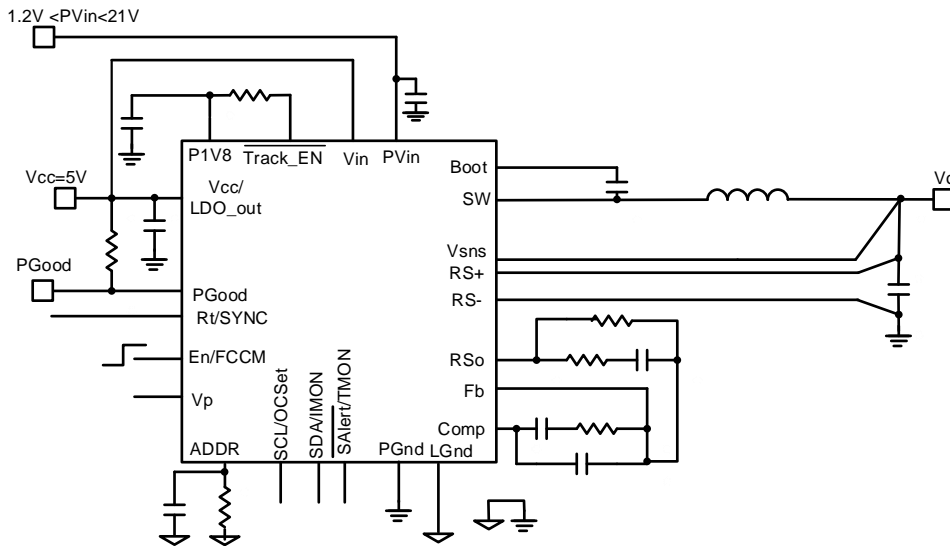 1.2V <PVin<21V
P1V8
Track_EN
Vin
PVin
Boot
Vcc=5V
Vcc/
LDO_out
SW
Vsns
PGood
RS+
PGood
RS-
Rt/SYNC
En/FCCM
RSo
Vp
Fb
Comp
ADDR
SCL/OCSet
SDA/IMON
SAlert/TMON
PGnd
LGnd